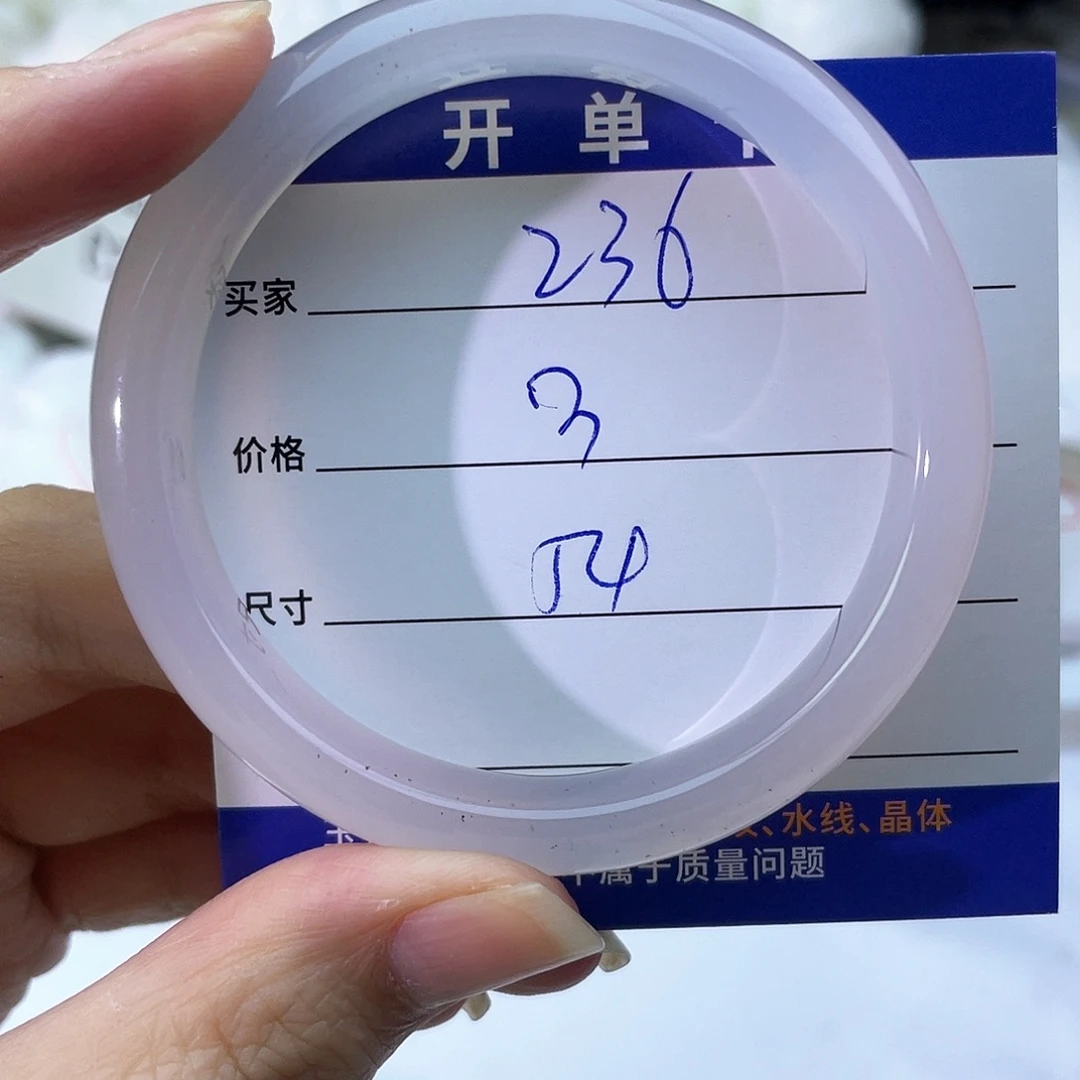 开 单
买家 236
价格 3
尺寸 54
、水线、晶体
不属于质量问题